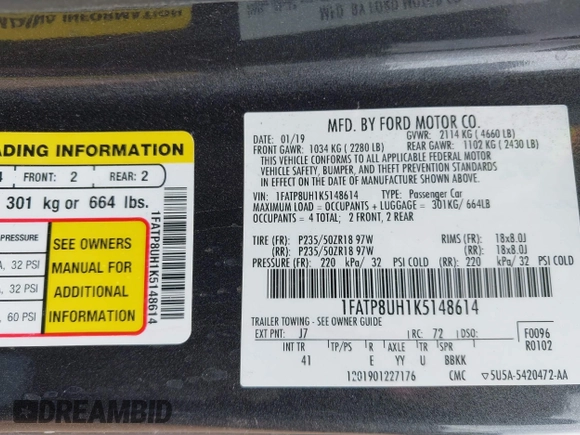 ADING INFORMATION
4 FRONT: 2 REAR: 2
301 kg or 664 lbs.
PRESSURE
A, 32 PSI
A, 32 PSI
, 60 PSI
SEE OWNERS
MANUAL FOR
ADDITIONAL
INFORMATION
1FATP8UH1K5148614
MFD. BY FORD MOTOR CO.
DATE: 01/19 GVWR: 2114 KG ( 4660 LB)
FRONT GAWR: 1034 KG ( 2280 LB) REAR GAWR: 1102 KG ( 2430 LB)
THIS VEHICLE CONFORMS TO ALL APPLICABLE FEDERAL MOTOR
VEHICLE SAFETY, BUMPER, AND THEFT PREVENTION STANDARDS
IN EFFECT ON THE DATE OF MANUFACTURE SHOWN ABOVE.
VIN: 1FATP8UH1K5148614 TYPE: Passenger Car
MAXIMUM LOAD = OCCUPANTS + LUGGAGE = 301KG/ 664LB
OCCUPANTS = 4 TOTAL; 2 FRONT, 2 REAR
TIRE (FR): P235/50ZR18 97W RIMS (FR): 18x8.0J
(RR): P235/50ZR18 97W (RR): 18x8.0J
PRESSURE (FR): 220 kPa/ 32 PSI COLD (RR): 220 kPa/ 32 PSI COLD
1FATP8UH1K5148614
TRAILER TOWING - SEE OWNER GUIDE
EXT PNT: J7 RC: 72 DSO: F0096
INT TR TP/PS R AXLE TR SPR R0102
41 E YY U BBKK
1201901227176 CMC 5U5A-5420472-AA
DREAMBID